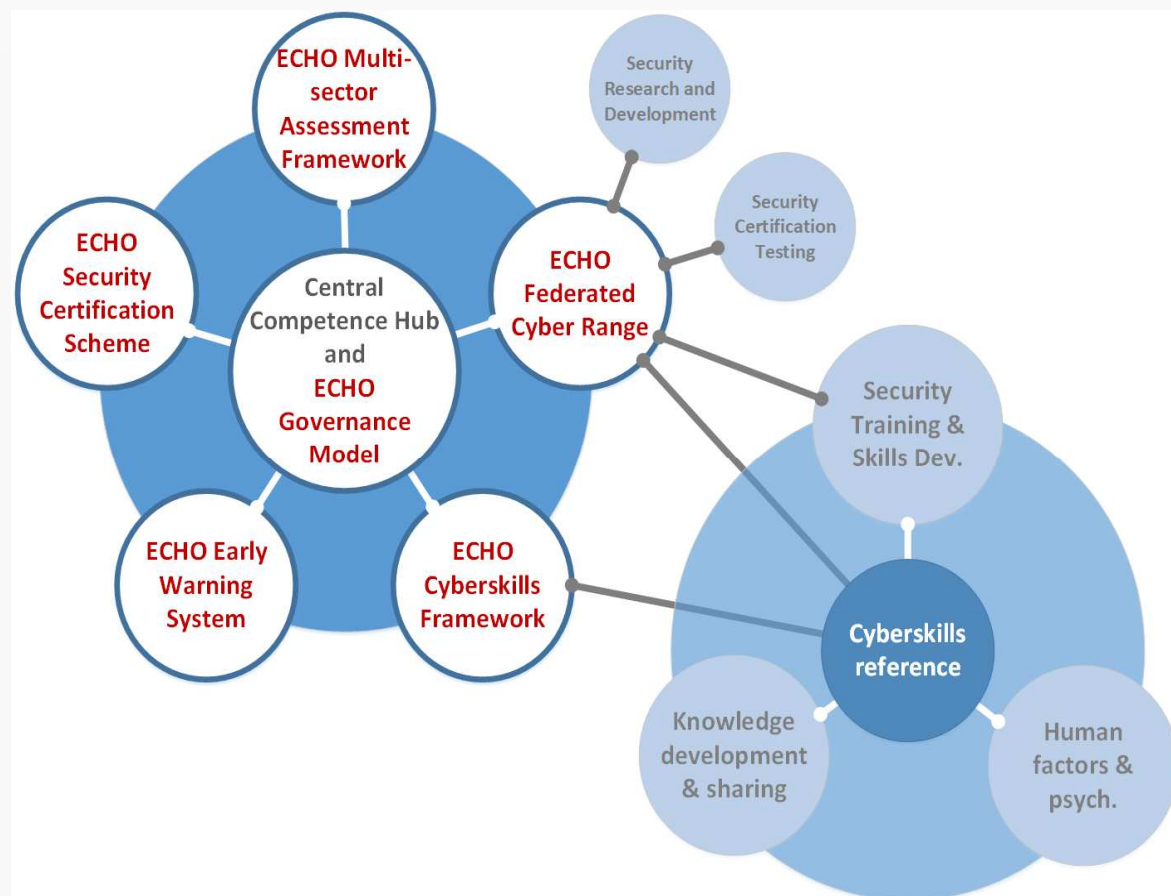 ECHO Multi-
sector
Assessment
Framework
Security
Research and
Development
Security
Certification
Testing
ECHO
Security
Certification
Scheme
Central
Competence Hub
and
ECHO
Governance
Model
ECHO
Federated
Cyber Range
Security
Training &
Skills Dev.
ECHO Early
Warning
System
ECHO
Cyberskills
Framework
Cyberskills
reference
Knowledge
development
& sharing
Human
factors &
psych.